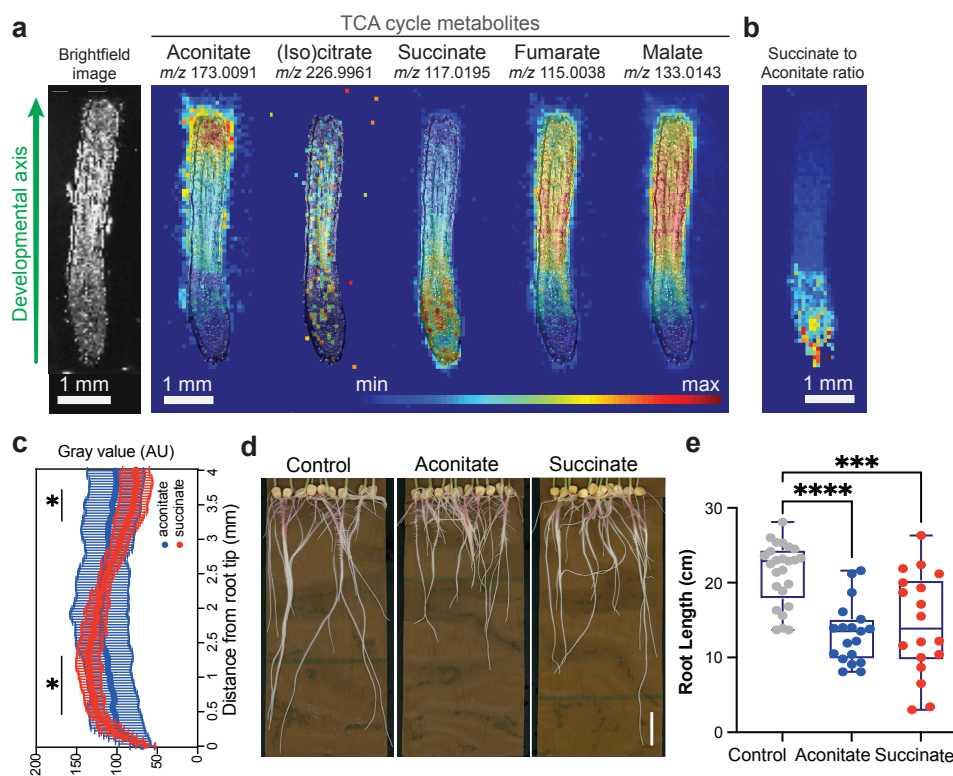 a
TCA cycle metabolites
b
Brightfield
image
Aconitate
m/z 173.0091
(Iso)citrate
m/z 226.9961
Succinate
m/z 117.0195
Fumarate
m/z 115.0038
Malate
m/z 133.0143
Succinate to
Aconitate ratio
Developmental axis
1 mm
1 mm
min
max
1 mm
c
Gray value (AU)
*
*
aconitate
succinate
4
3.5
3
2.5
2
1.5
1
0.5
0
Distance from root tip (mm)
200
150
100
50
d
Control
Aconitate
Succinate
e
***
****
30
20
10
0
Root Length (cm)
Control
Aconitate
Succinate